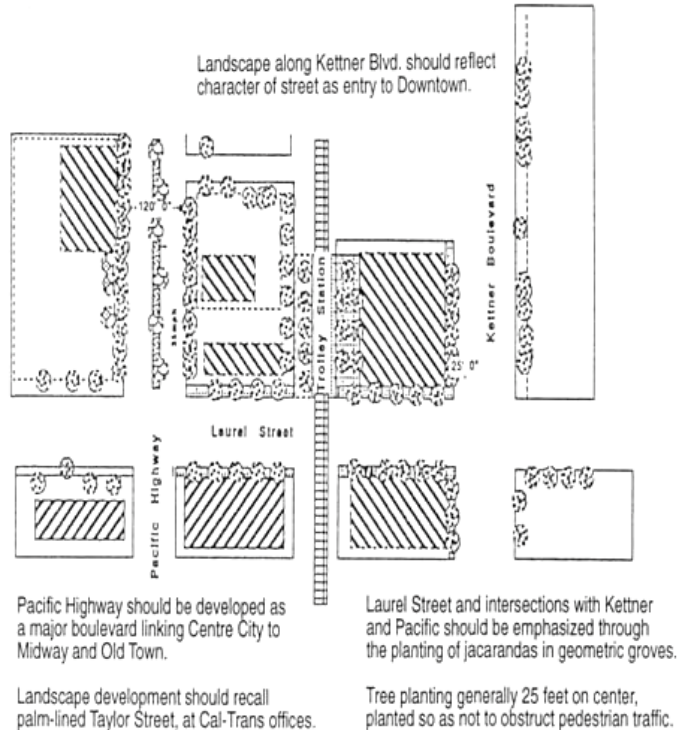 Landscape along Kettner Blvd. should reflect
character of street as entry to Downtown.
120' 0"
Trolley Station
Kettner Boulevard
25' 0"
Laurel Street
Pacific Highway
Pacific Highway should be developed as
a major boulevard linking Centre City to
Midway and Old Town.
Landscape development should recall
palm-lined Taylor Street, at Cal-Trans offices.
Laurel Street and intersections with Kettner
and Pacific should be emphasized through
the planting of jacarandas in geometric groves.
Tree planting generally 25 feet on center,
planted so as not to obstruct pedestrian traffic.